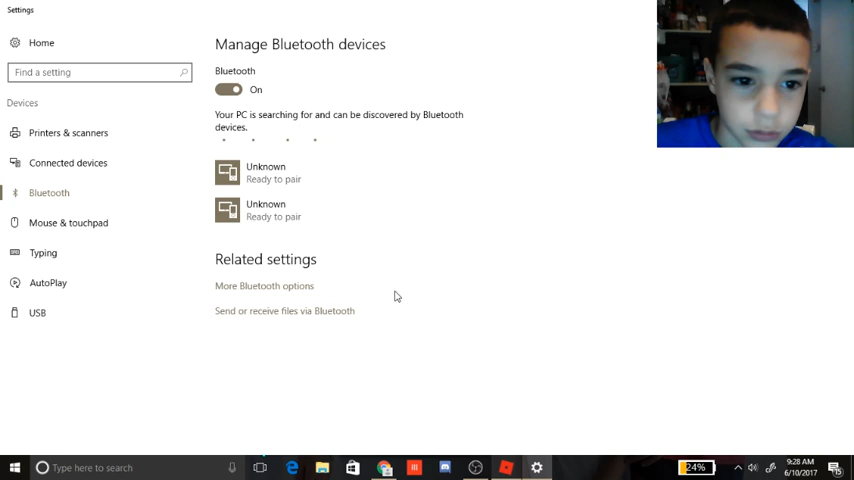 Settings
Home
Find a setting
Devices
Printers & scanners
Connected devices
Bluetooth
Mouse & touchpad
Typing
AutoPlay
USB
Manage Bluetooth devices
Bluetooth
On
Your PC is searching for and can be discovered by Bluetooth
devices.
Unknown
Ready to pair
Unknown
Ready to pair
Related settings
More Bluetooth options
Send or receive files via Bluetooth
Type here to search
24%
9:28 AM
6/10/2017
15